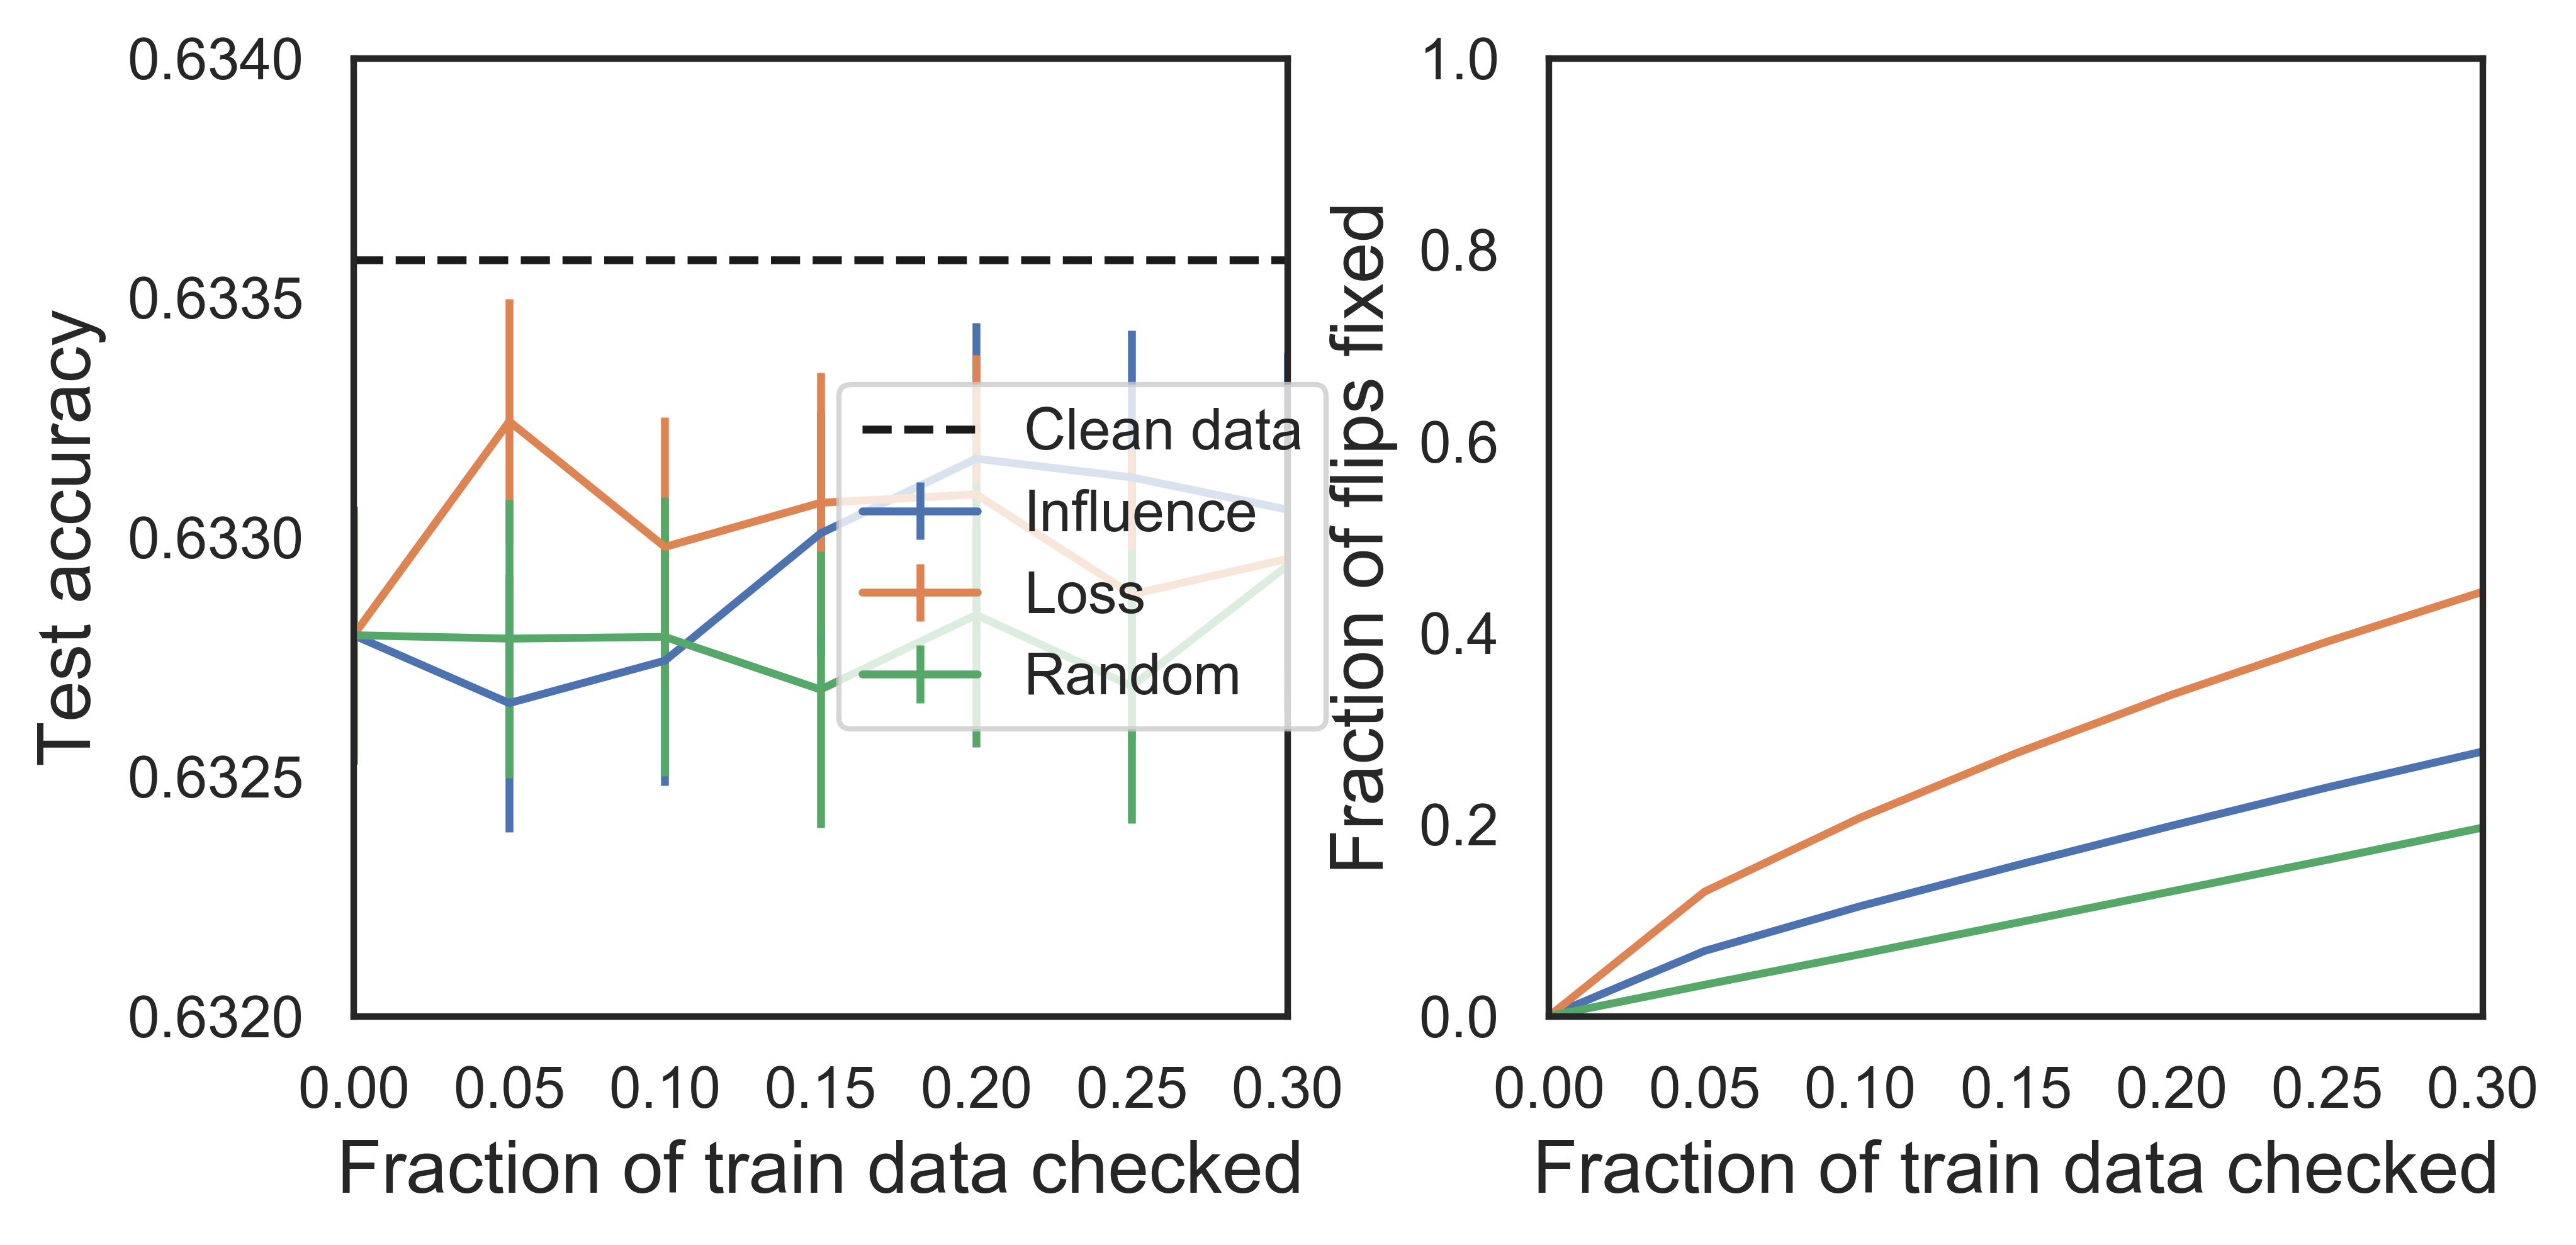 0.6340
0.6335
0.6330
0.6325
0.6320
Test accuracy
0.00 0.05 0.10 0.15 0.20 0.25 0.30
Fraction of train data checked
Clean data
Influence
Loss
Random
1.0
0.8
0.6
0.4
0.2
0.0
Fraction of flips fixed
0.00 0.05 0.10 0.15 0.20 0.25 0.30
Fraction of train data checked